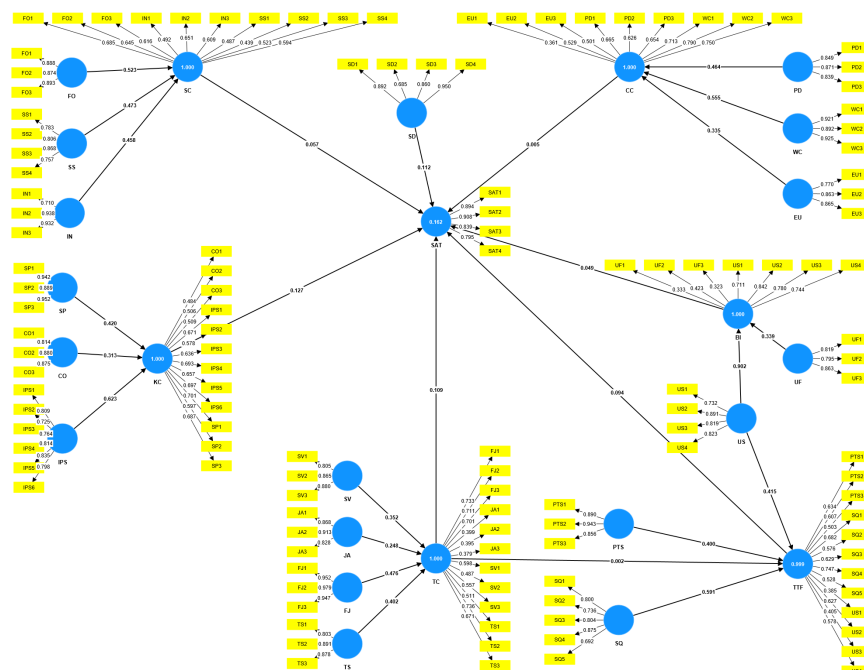 FO1 FO2 FO3 IN1 IN2 IN3 SS1 SS2 SS3 SS4
0.685 0.645 0.616 0.492 0.651 0.609 0.487 0.439 0.523 0.594
EU1 EU2 EU3 PD1 PD2 PD3 WC1 WC2 WC3
0.361 0.529 0.501 0.665 0.626 0.654 0.713 0.790 0.750
FO1
FO2
FO3
0.888
0.874
0.893
FO
0.523
1.000
SC
SS1
SS2
SS3
SS4
0.783
0.806
0.868
0.757
SS
0.473
IN1
IN2
IN3
0.710
0.938
0.932
IN
0.458
0.057
SD1 SD2 SD3 SD4
0.892 0.685 0.860 0.950
SD
0.112
1.000
CC
0.464
0.555
0.335
0.005
PD1
PD2
PD3
0.849
0.871
0.839
PD
WC1
WC2
WC3
0.921
0.892
0.925
WC
EU1
EU2
EU3
0.770
0.863
0.865
EU
SAT1
SAT2
SAT3
SAT4
0.894
0.908
0.839
0.795
0.152
SAT
SP1
SP2
SP3
0.942
0.889
0.952
SP
0.420
CO1
CO2
CO3
0.814
0.880
0.875
CO
0.313
IPS1
IPS2
IPS3
IPS4
IPS5
IPS6
0.809
0.725
0.764
0.814
0.835
0.798
IPS
0.623
1.000
KC
0.127
CO1
CO2
CO3
IPS1
IPS2
IPS3
IPS4
IPS5
IPS6
SP1
SP2
SP3
0.484
0.506
0.509
0.671
0.578
0.636
0.693
0.657
0.697
0.701
0.597
0.687
UF1 UF2 UF3 US1 US2 US3 US4
0.333 0.423 0.323 0.711 0.842 0.780 0.744
0.049
1.000
BI
0.339
UF1
UF2
UF3
0.819
0.795
0.863
UF
0.902
US1
US2
US3
US4
0.732
0.891
0.819
0.823
US
0.415
0.094
0.109
SV1
SV2
SV3
0.805
0.865
0.880
SV
0.352
JA1
JA2
JA3
0.868
0.913
0.828
JA
0.248
FJ1
FJ2
FJ3
0.952
0.979
0.947
FJ
0.476
TS1
TS2
TS3
0.803
0.891
0.878
TS
0.402
1.000
TC
FJ1
FJ2
FJ3
JA1
JA2
JA3
SV1
SV2
SV3
TS1
TS2
TS3
0.733
0.711
0.701
0.399
0.395
0.379
0.598
0.487
0.557
0.511
0.736
0.671
0.002
PTS1
PTS2
PTS3
0.890
0.943
0.856
PTS
0.400
SQ1
SQ2
SQ3
SQ4
SQ5
0.800
0.736
0.804
0.875
0.692
SQ
0.591
0.998
TTF
PTS1
PTS2
PTS3
SQ1
SQ2
SQ3
SQ4
SQ5
US1
US2
US3
0.634
0.607
0.503
0.682
0.576
0.629
0.747
0.528
0.385
0.627
0.405
0.578